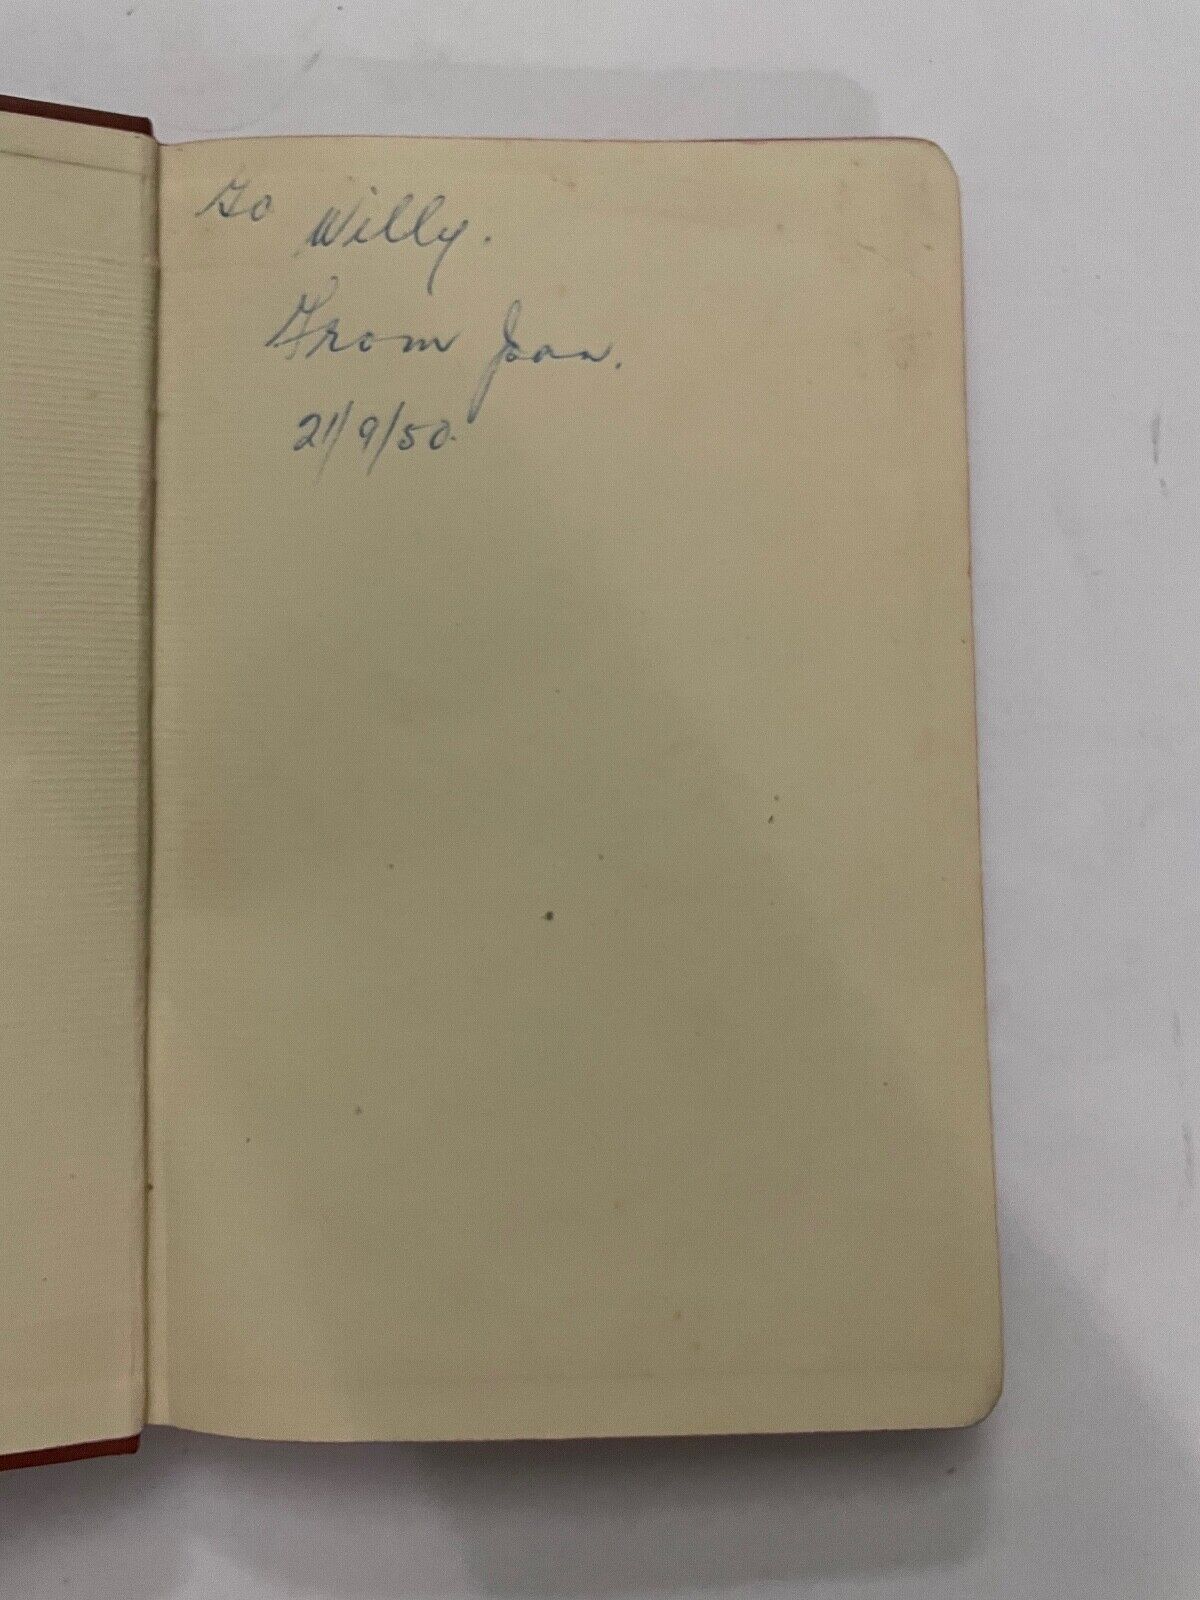 To Willy.
From Joan.
21/9/50.